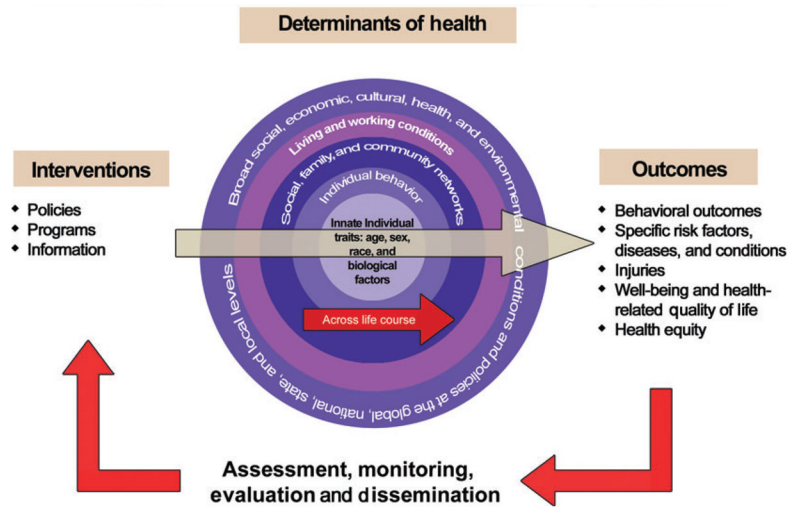 Determinants of health
Interventions
◆ Policies
◆ Programs
◆ Information
Broad social, economic, cultural, health, and environmental conditions and policies at the global, national, state, and local levels
Living and working conditions
Social, family, and community networks
Individual behavior
Innate Individual
traits: age, sex,
race, and
biological
factors
Across life course
Outcomes
◆ Behavioral outcomes
◆ Specific risk factors,
diseases, and conditions
◆ Injuries
◆ Well-being and health-
related quality of life
◆ Health equity
Assessment, monitoring,
evaluation and dissemination